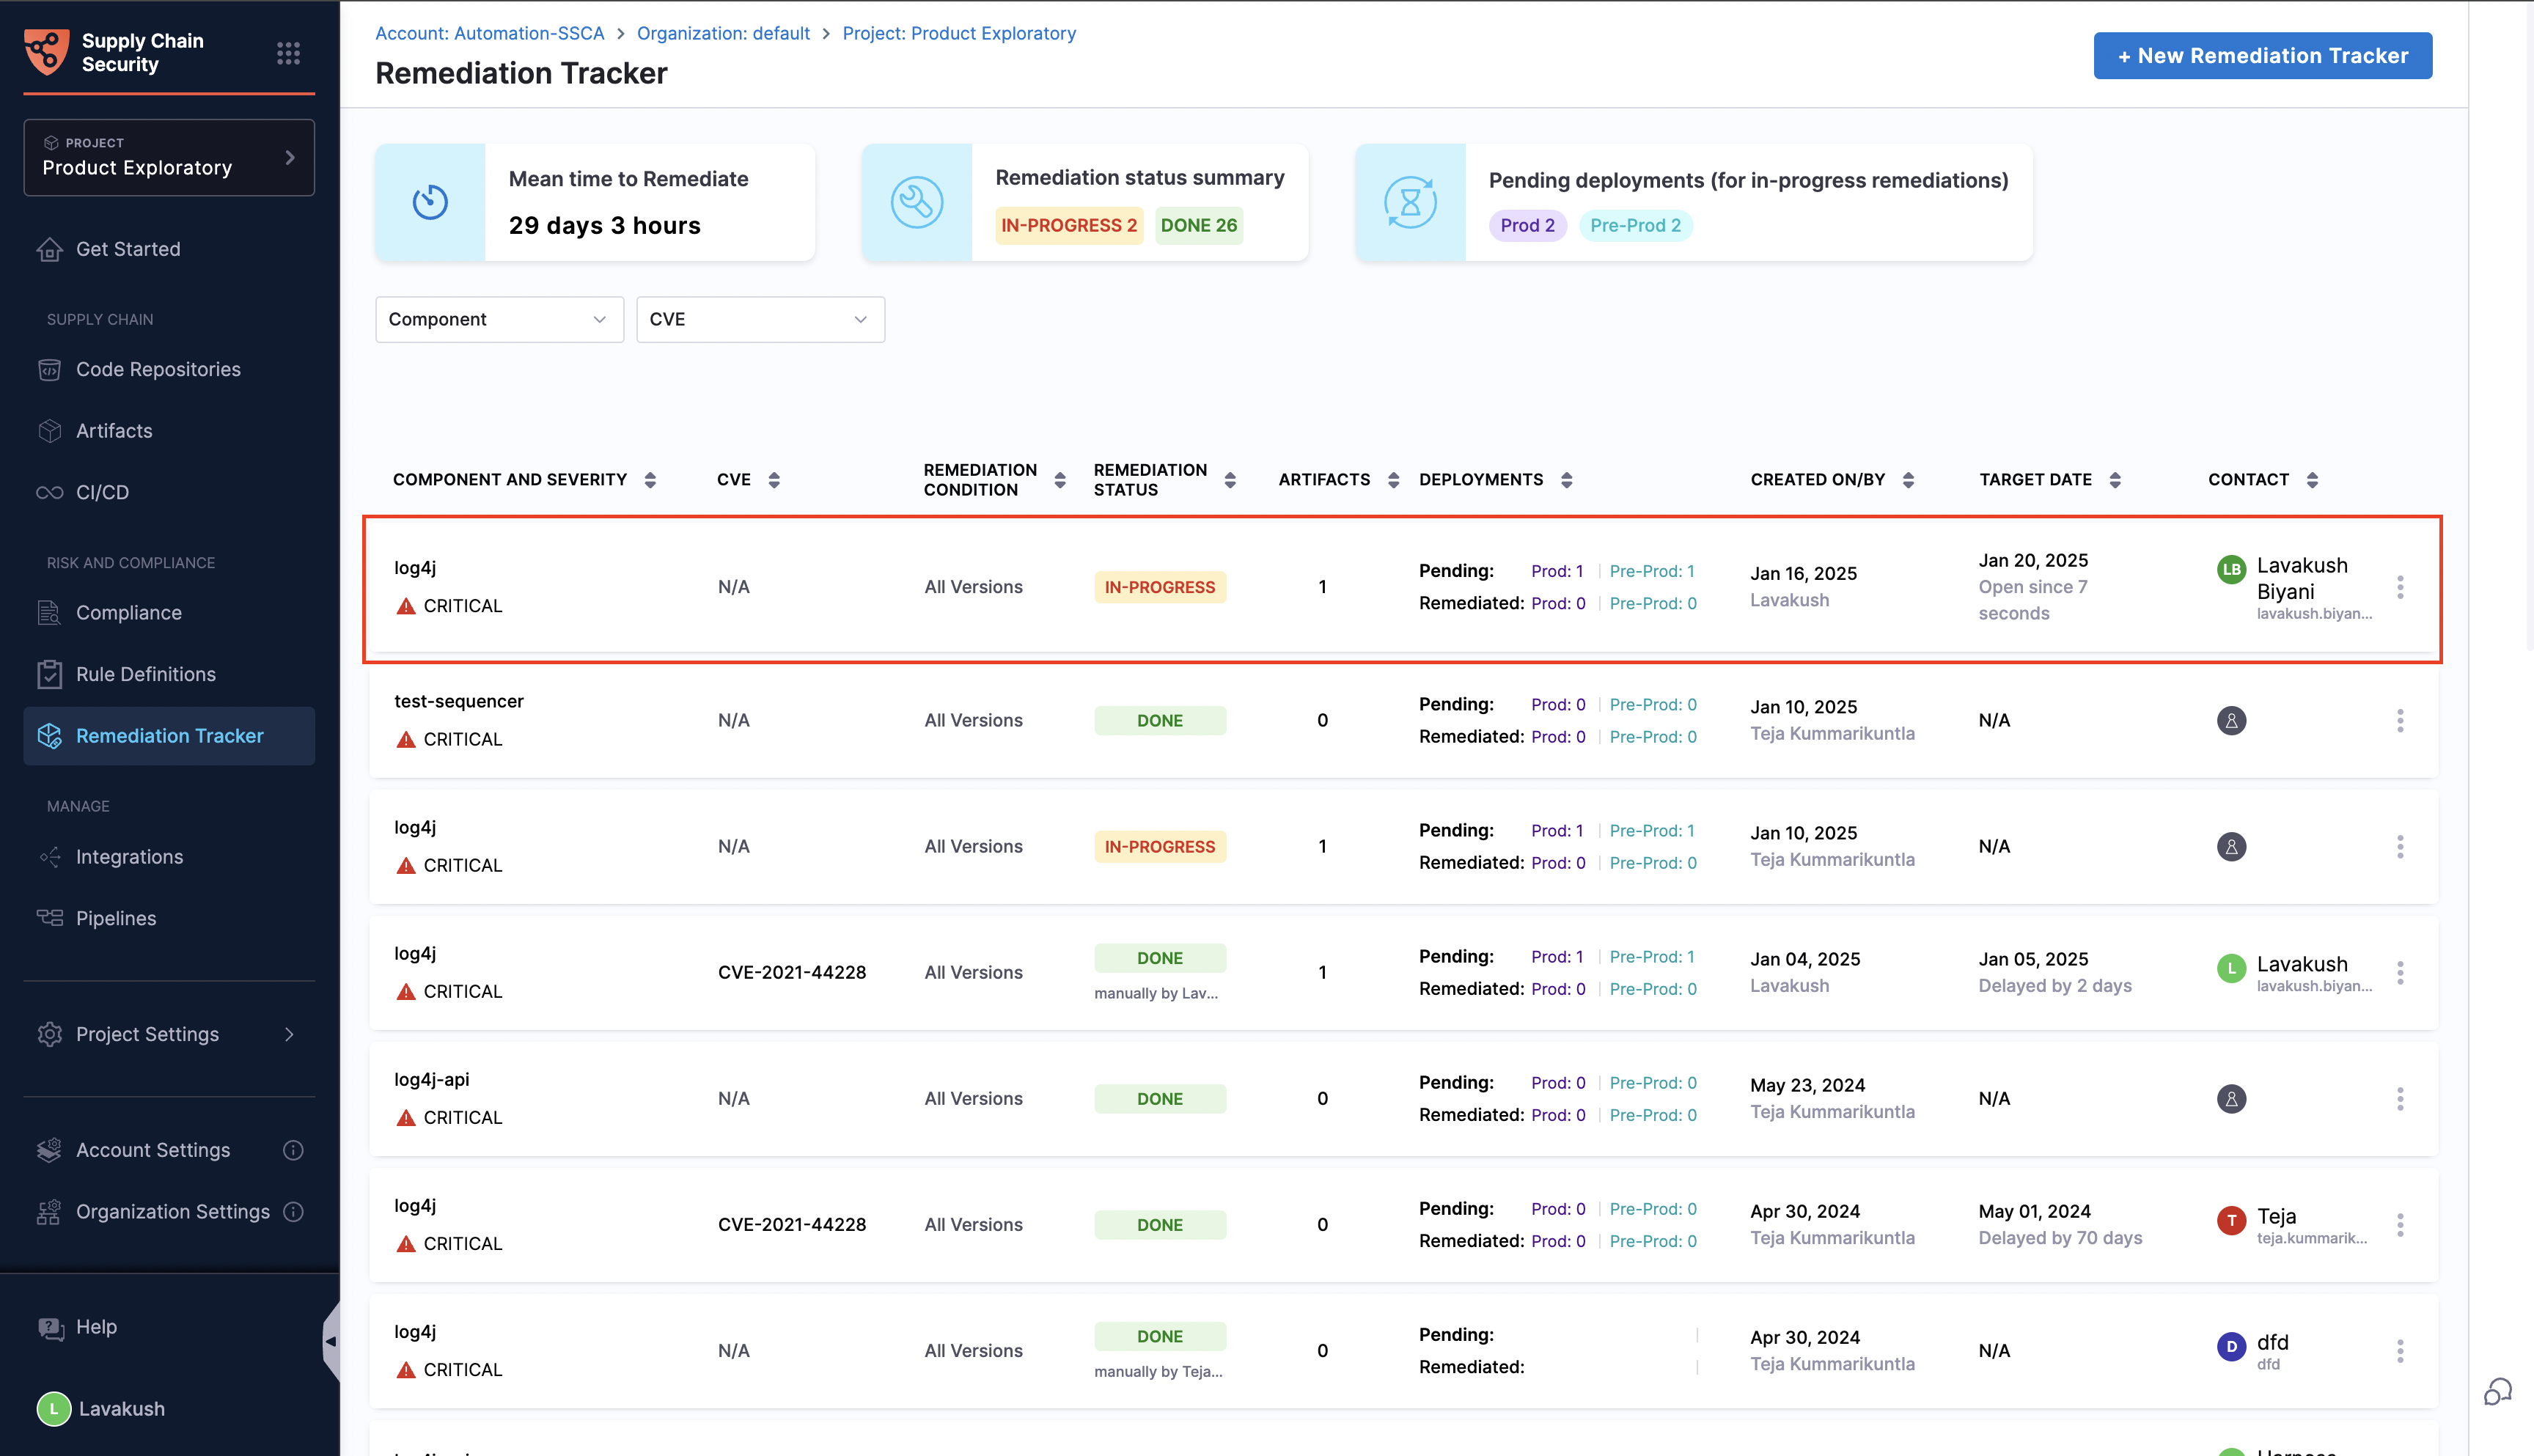 Supply Chain
Security
PROJECT
Product Exploratory
Get Started
SUPPLY CHAIN
Code Repositories
Artifacts
CI/CD
RISK AND COMPLIANCE
Compliance
Rule Definitions
Remediation Tracker
MANAGE
Integrations
Pipelines
Project Settings
Account Settings
Organization Settings
Help
L Lavakush
Account: Automation-SSCA > Organization: default > Project: Product Exploratory
Remediation Tracker
+ New Remediation Tracker
Mean time to Remediate
29 days 3 hours
Remediation status summary
IN-PROGRESS 2 DONE 26
Pending deployments (for in-progress remediations)
Prod 2 Pre-Prod 2
Component CVE
COMPONENT AND SEVERITY CVE REMEDIATION CONDITION REMEDIATION STATUS ARTIFACTS DEPLOYMENTS CREATED ON/BY TARGET DATE CONTACT
log4j
CRITICAL
N/A
All Versions
IN-PROGRESS
1
Pending: Prod: 1 Pre-Prod: 1
Remediated: Prod: 0 Pre-Prod: 0
Jan 16, 2025
Lavakush
Jan 20, 2025
Open since 7
seconds
LB Lavakush
Biyani
lavakush.biyan...
test-sequencer
CRITICAL
N/A
All Versions
DONE
0
Pending: Prod: 0 Pre-Prod: 0
Remediated: Prod: 0 Pre-Prod: 0
Jan 10, 2025
Teja Kummarikuntla
N/A
log4j
CRITICAL
N/A
All Versions
IN-PROGRESS
1
Pending: Prod: 1 Pre-Prod: 1
Remediated: Prod: 0 Pre-Prod: 0
Jan 10, 2025
Teja Kummarikuntla
N/A
log4j
CRITICAL
CVE-2021-44228
All Versions
DONE
manually by Lav...
1
Pending: Prod: 1 Pre-Prod: 1
Remediated: Prod: 0 Pre-Prod: 0
Jan 04, 2025
Lavakush
Jan 05, 2025
Delayed by 2 days
L Lavakush
lavakush.biyan...
log4j-api
CRITICAL
N/A
All Versions
DONE
0
Pending: Prod: 0 Pre-Prod: 0
Remediated: Prod: 0 Pre-Prod: 0
May 23, 2024
Teja Kummarikuntla
N/A
log4j
CRITICAL
CVE-2021-44228
All Versions
DONE
0
Pending: Prod: 0 Pre-Prod: 0
Remediated: Prod: 0 Pre-Prod: 0
Apr 30, 2024
Teja Kummarikuntla
May 01, 2024
Delayed by 70 days
T Teja
teja.kummarik...
log4j
CRITICAL
N/A
All Versions
DONE
manually by Teja...
0
Pending:
Remediated:
Apr 30, 2024
Teja Kummarikuntla
N/A
D dfd
dfd